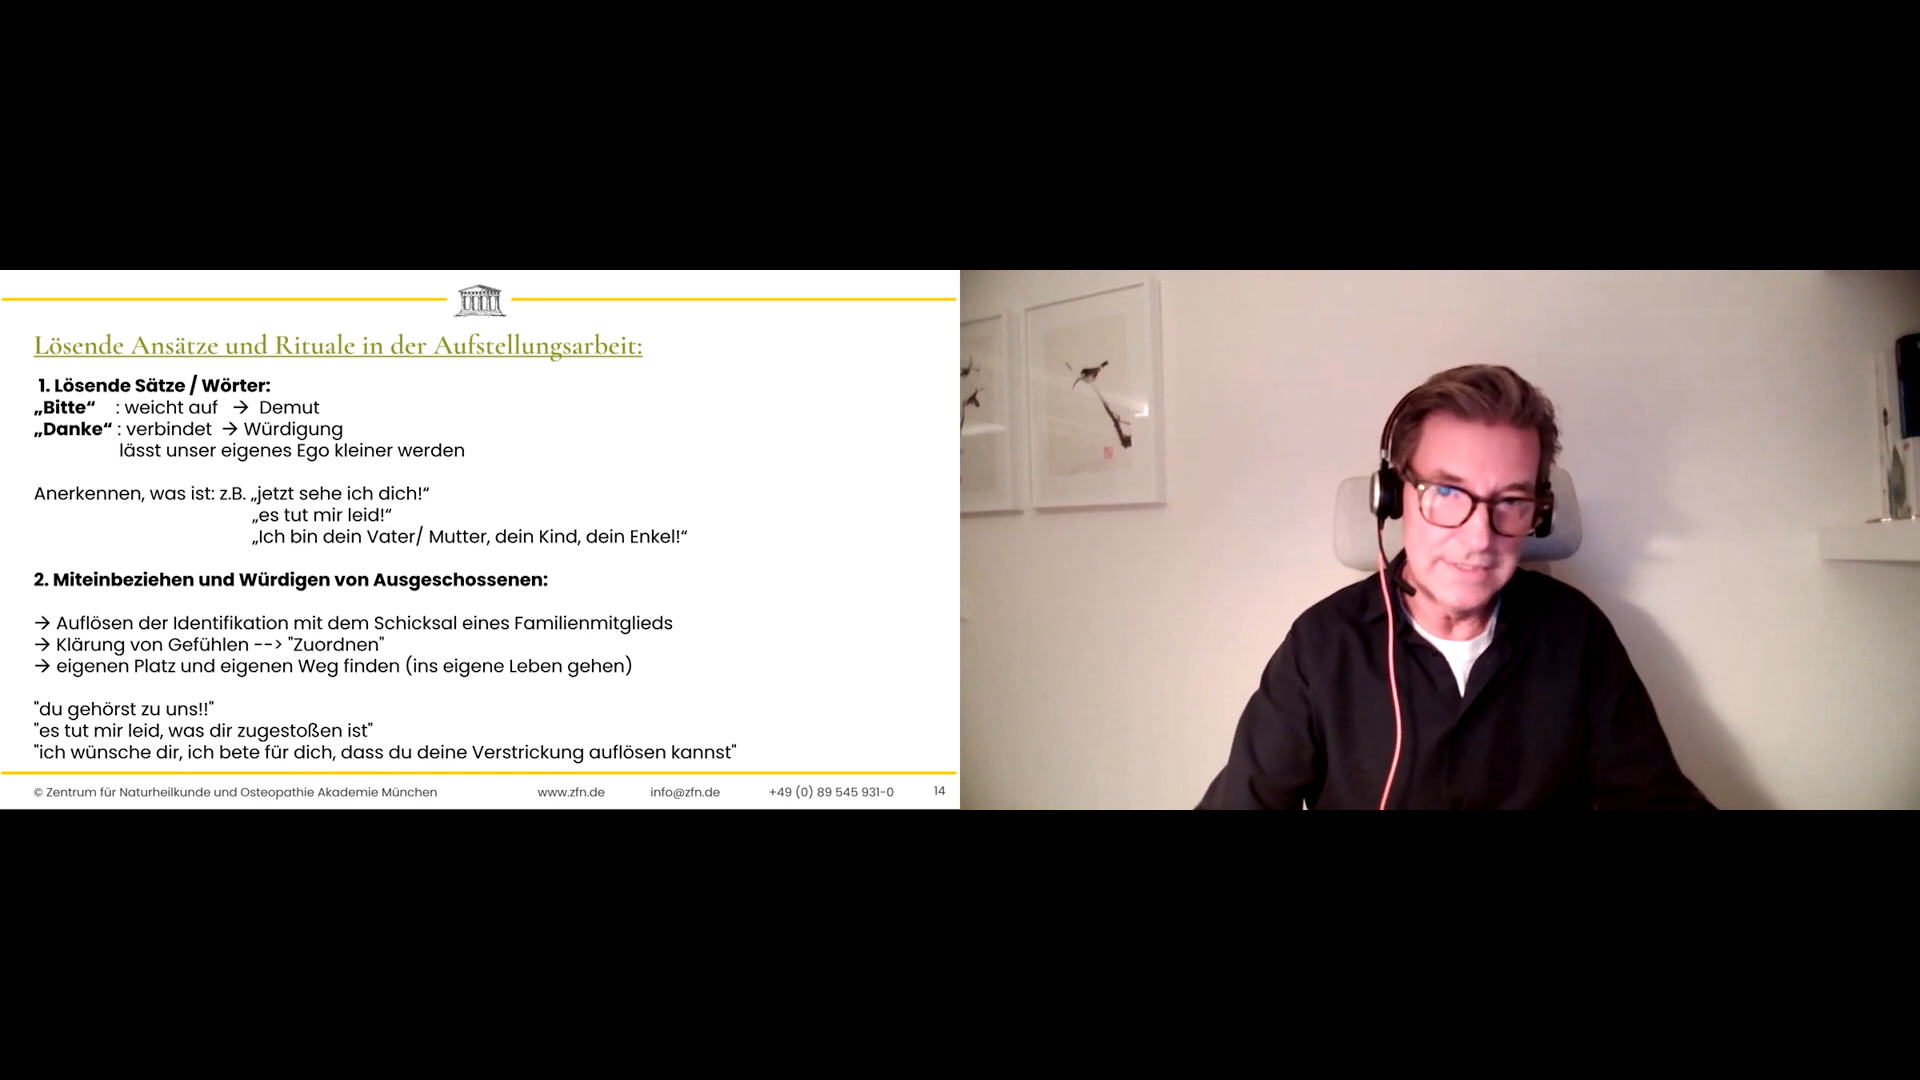 Lösende Ansätze und Rituale in der Aufstellungsarbeit:
1. Lösende Sätze / Wörter:
„Bitte“ : weicht auf → Demut
„Danke“ : verbindet → Würdigung
lässt unser eigenes Ego kleiner werden
Anerkennen, was ist: z.B. „jetzt sehe ich dich!“
„es tut mir leid!“
„Ich bin dein Vater/ Mutter, dein Kind, dein Enkel!“
2. Miteinbeziehen und Würdigen von Ausgeschossenen:
→ Auflösen der Identifikation mit dem Schicksal eines Familienmitglieds
→ Klärung von Gefühlen --> "Zuordnen"
→ eigenen Platz und eigenen Weg finden (ins eigene Leben gehen)
"du gehörst zu uns!!"
"es tut mir leid, was dir zugestoßen ist"
"ich wünsche dir, ich bete für dich, dass du deine Verstrickung auflösen kannst"
© Zentrum für Naturheilkunde und Osteopathie Akademie München www.zfn.de info@zfn.de +49 (0) 89 545 931-0 14